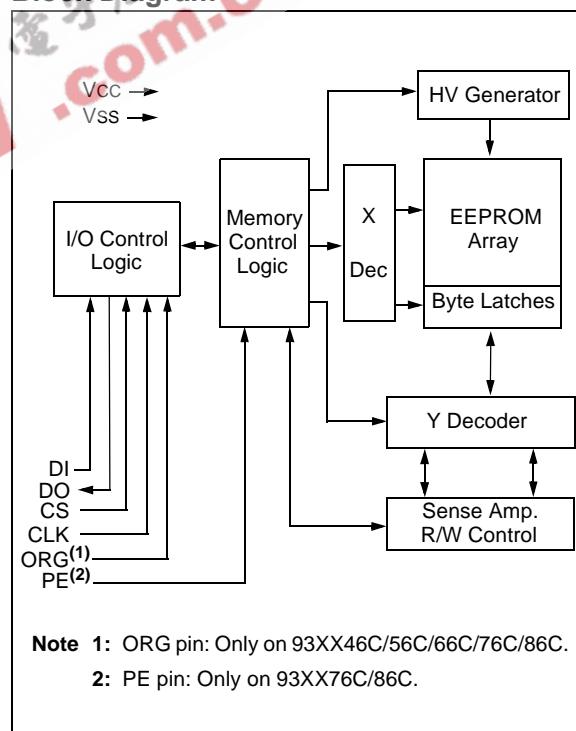 Block Diagram
.com.c
Vcc
Vss
HV Generator
I/O Control
Logic
Memory
Control
Logic
X
Dec
EEPROM
Array
Byte Latches
Y Decoder
Sense Amp.
R/W Control
DI
DO
CS
CLK
ORG(1)
PE(2)
Note 1: ORG pin: Only on 93XX46C/56C/66C/76C/86C.
2: PE pin: Only on 93XX76C/86C.